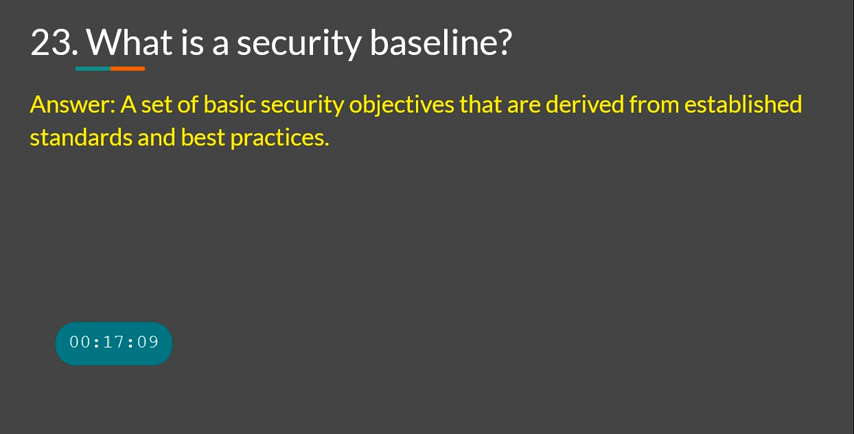 23. What is a security baseline?
Answer: A set of basic security objectives that are derived from established
standards and best practices.
00:17:09